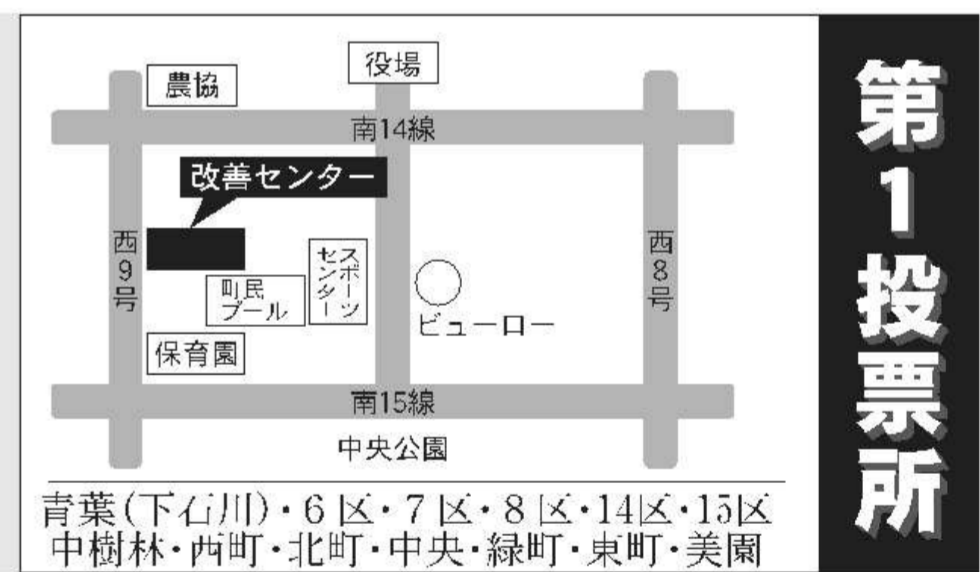 第1投票所
農協
役場
南14線
改善センター
西9号
町民
プール
スポーツ
センター
西8号
ビューロー
保育園
南15線
中央公園
青葉(下石川)・6区・7区・8区・14区・15区
中樹林・西町・北町・中央・緑町・東町・美園